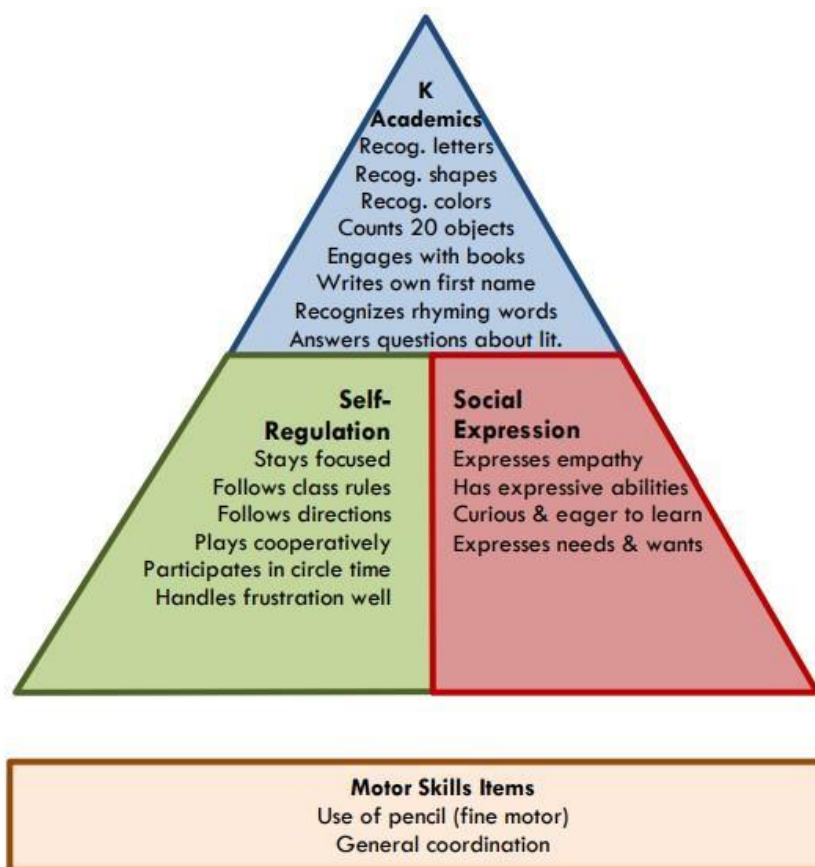 K
Academics
Recog. letters
Recog. shapes
Recog. colors
Counts 20 objects
Engages with books
Writes own first name
Recognizes rhyming words
Answers questions about lit.
Self-
Regulation
Stays focused
Follows class rules
Follows directions
Plays cooperatively
Participates in circle time
Handles frustration well
Social
Expression
Expresses empathy
Has expressive abilities
Curious & eager to learn
Expresses needs & wants
Motor Skills Items
Use of pencil (fine motor)
General coordination